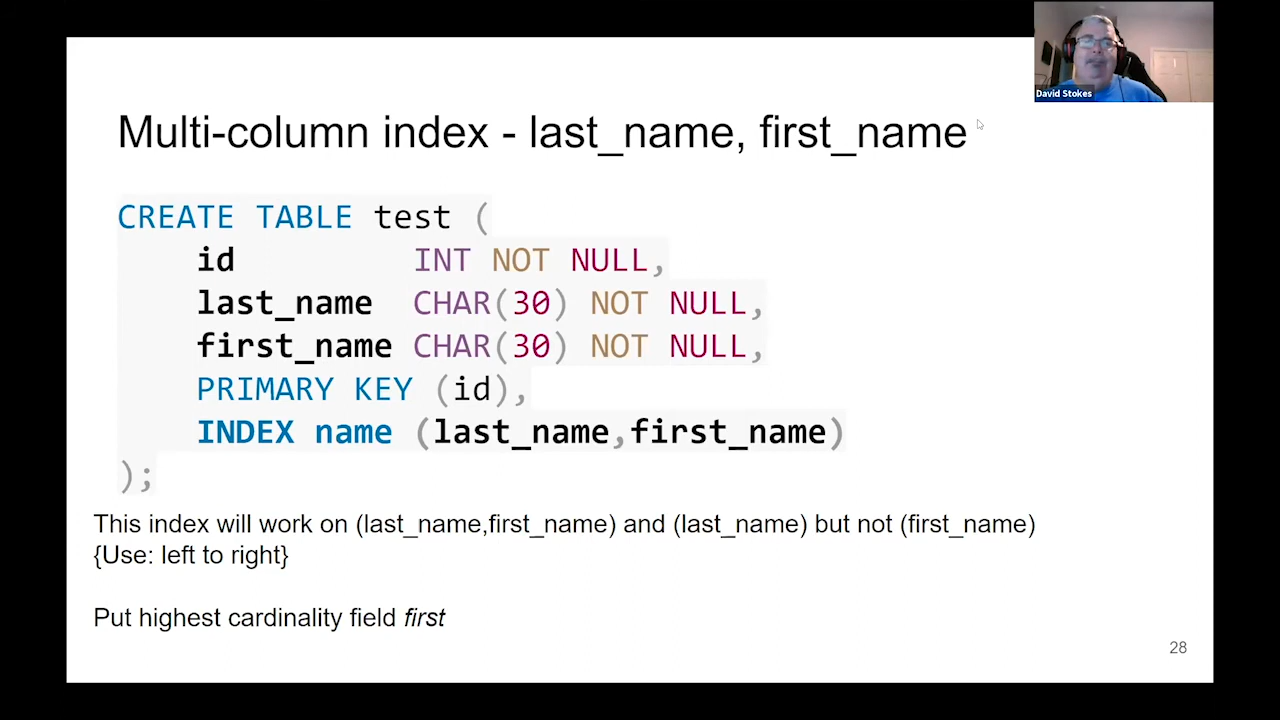 David Stokes
Multi-column index - last_name, first_name
CREATE TABLE test (
id INT NOT NULL,
last_name CHAR(30) NOT NULL,
first_name CHAR(30) NOT NULL,
PRIMARY KEY (id),
INDEX name (last_name,first_name)
);
This index will work on (last_name,first_name) and (last_name) but not (first_name)
{Use: left to right}
Put highest cardinality field first
28